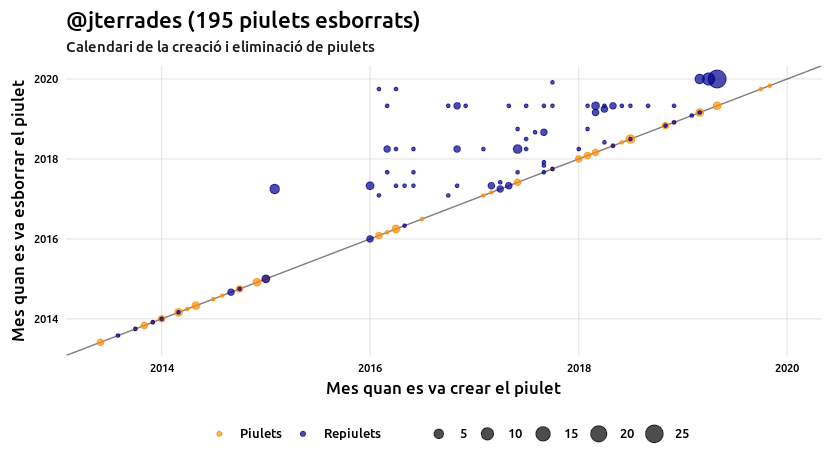 @jterrades (195 piulets esborrats)
Calendari de la creació i eliminació de piulets
Mes quan es va esborrar el piulet
2020
2018
2016
2014
2014 2016 2018 2020
Mes quan es va crear el piulet
Piulets Repiulets 5 10 15 20 25